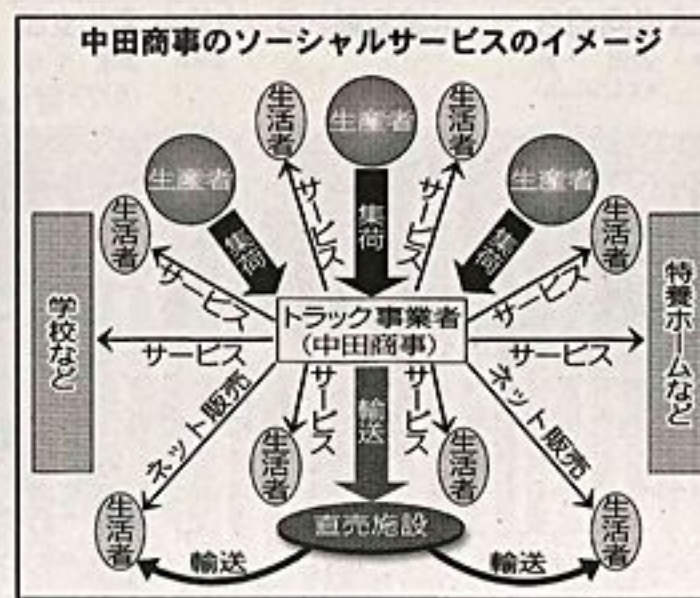 中田商事のソーシャルサービスのイメージ
生活者
生産者
生活者
生産者
生産者
生活者
サービス
集荷
サービス
生活者
集荷
集荷
サービス
サービス
学校など
特養ホームなど
トラック事業者
(中田商事)
サービス
サービス
ネット販売
サービス
輸送
サービス
ネット販売
生活者
生活者
生活者
直売施設
生活者
輸送
輸送